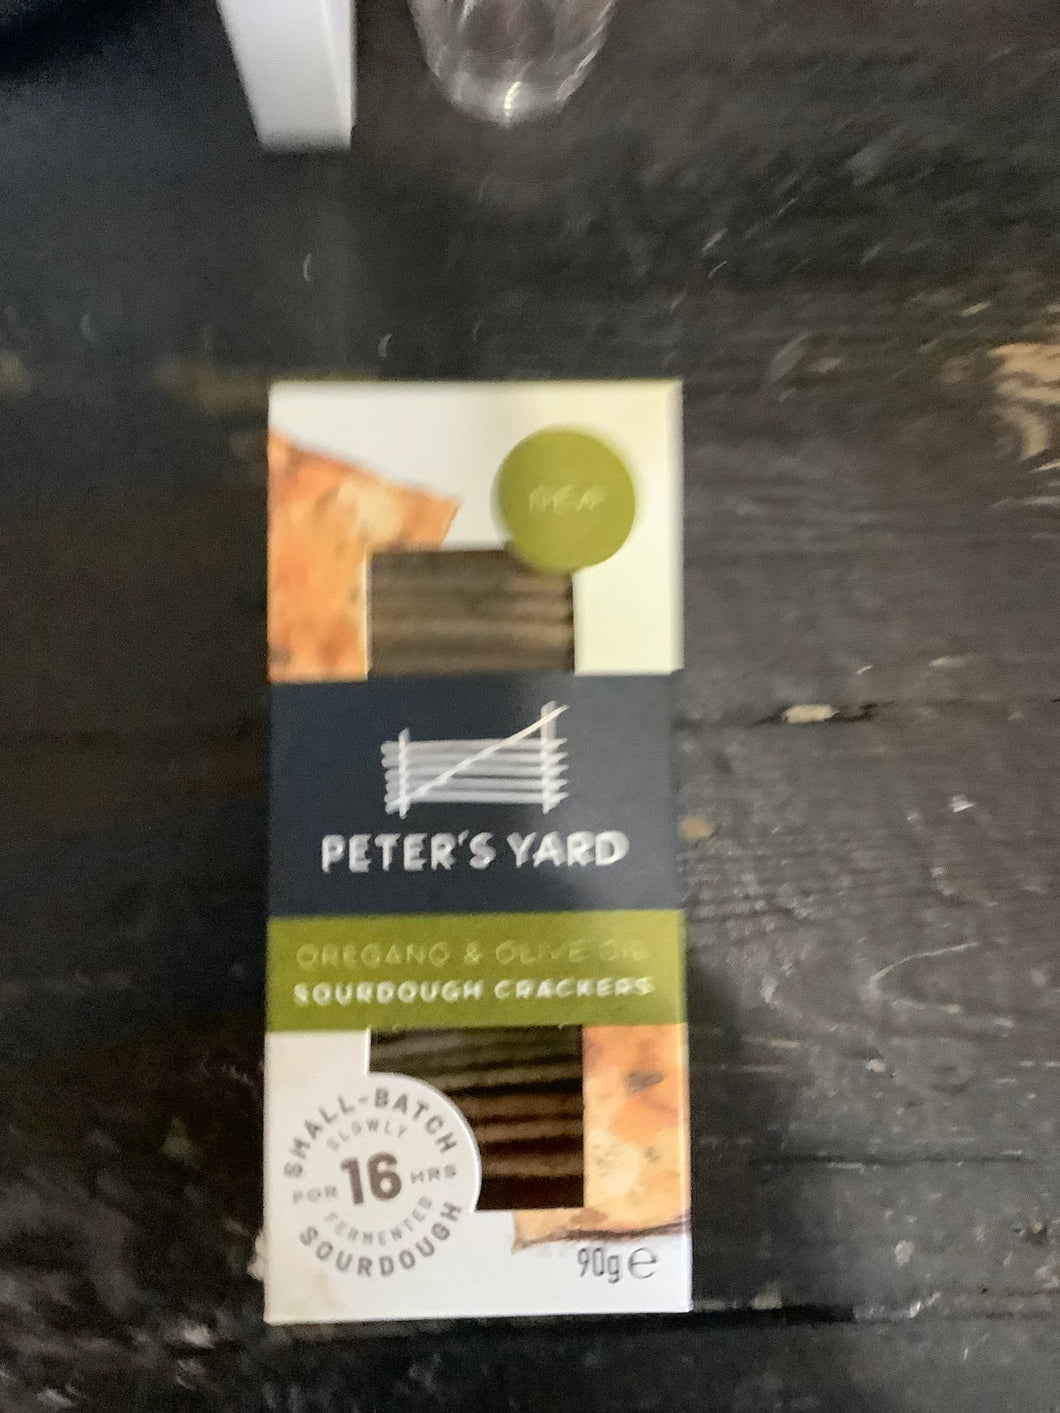 NEW
PETER'S YARD
OREGANO & OLIVE OIL
SOURDOUGH CRACKERS
SMALL-BATCH
SLOWLY
FOR 16 HRS
FERMENTED
SOURDOUGH
90g ℮